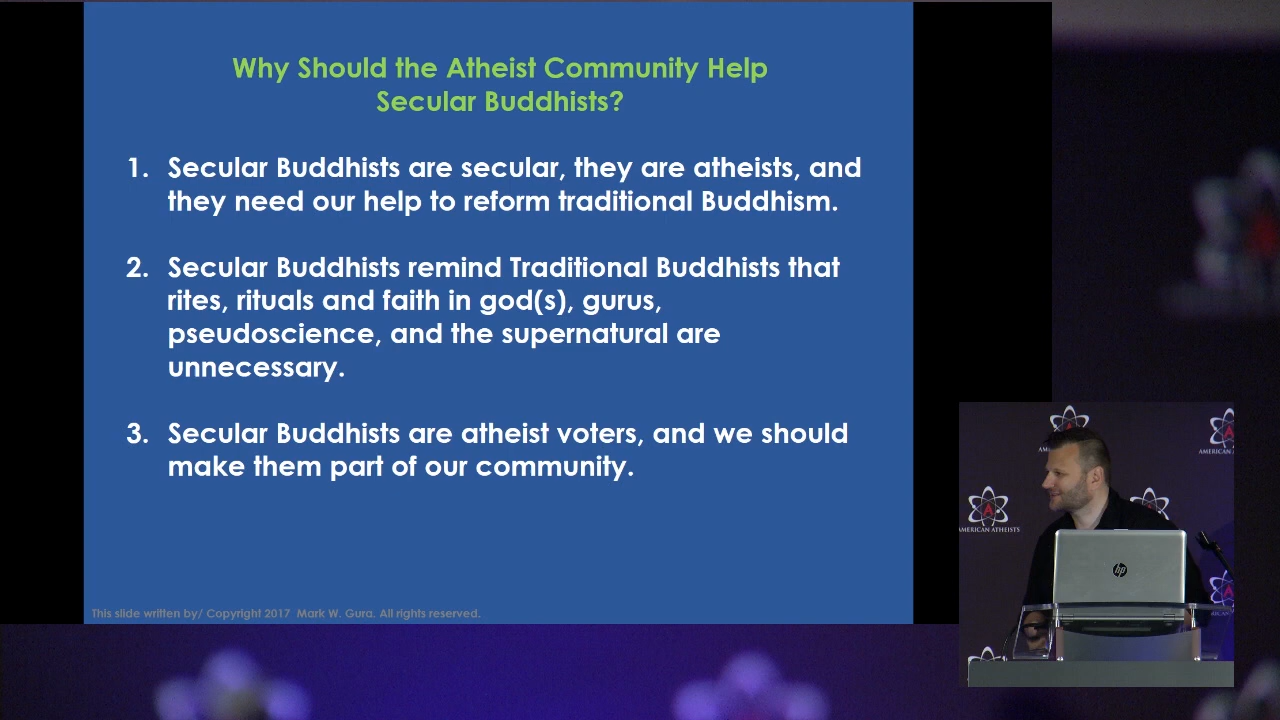 Why Should the Atheist Community Help
Secular Buddhists?
1. Secular Buddhists are secular, they are atheists, and
they need our help to reform traditional Buddhism.
2. Secular Buddhists remind Traditional Buddhists that
rites, rituals and faith in god(s), gurus,
pseudoscience, and the supernatural are
unnecessary.
3. Secular Buddhists are atheist voters, and we should
make them part of our community.
This slide written by/ Copyright 2017 Mark W. Gura. All rights reserved.
AMERICAN ATHEISTS
hp